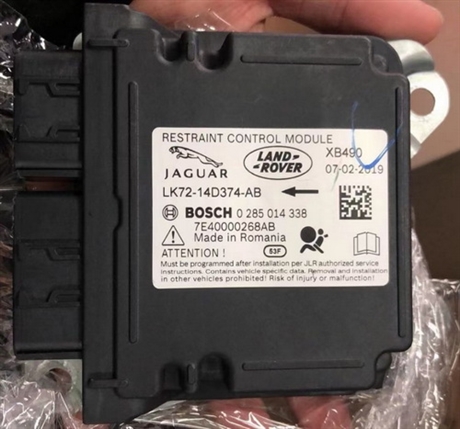 RESTRAINT CONTROL MODULE
JAGUAR
LAND ROVER
XB490
07-02-2019
LK72-14D374-AB
BOSCH 0 285 014 338
7E40000268AB
Made in Romania
ATTENTION !
53F
Must be programmed after installation per JLR authorized service
instructions. Contains vehicle specific data. Removal and installation
in other vehicles prohibited! Risk of injury or malfunction!